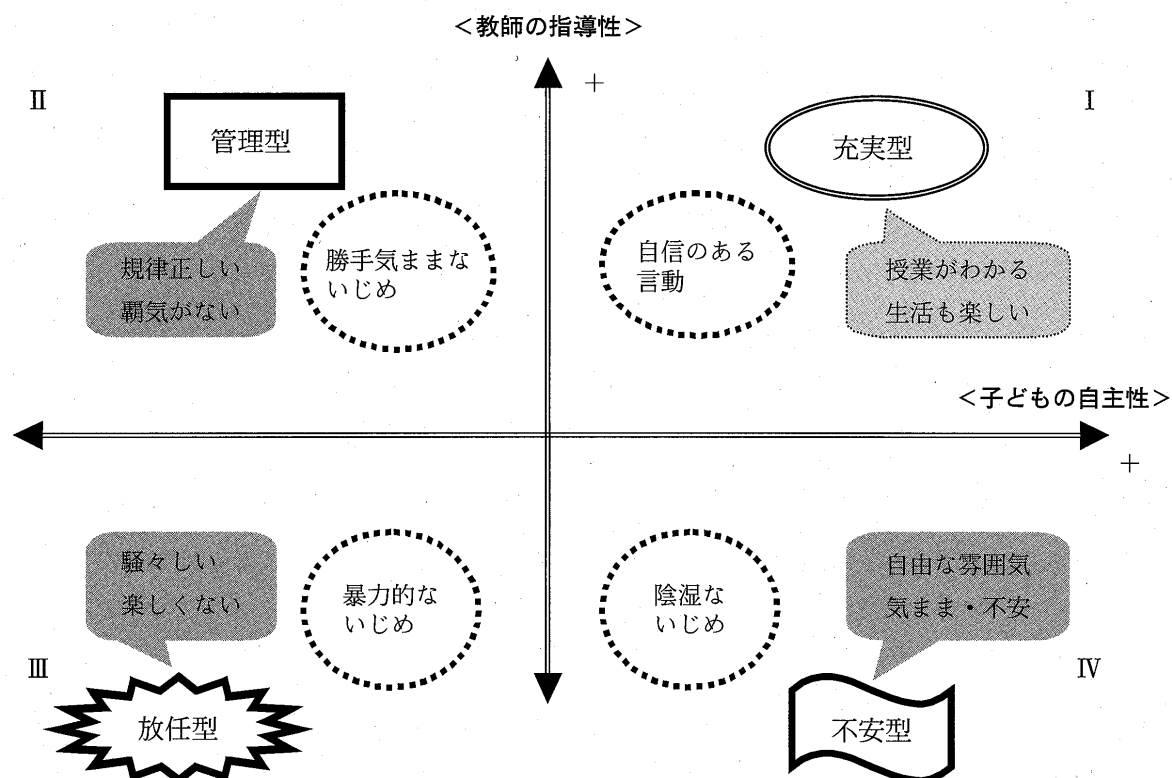 <教師の指導性>
+
Ⅱ
Ⅰ
管理型
充実型
規律正しい
覇気がない
勝手気ままな
いじめ
自信のある
言動
授業がわかる
生活も楽しい
<子どもの自主性>
+
騒々しい
楽しくない
暴力的な
いじめ
陰湿な
いじめ
自由な雰囲気
気まま・不安
Ⅲ
Ⅳ
放任型
不安型